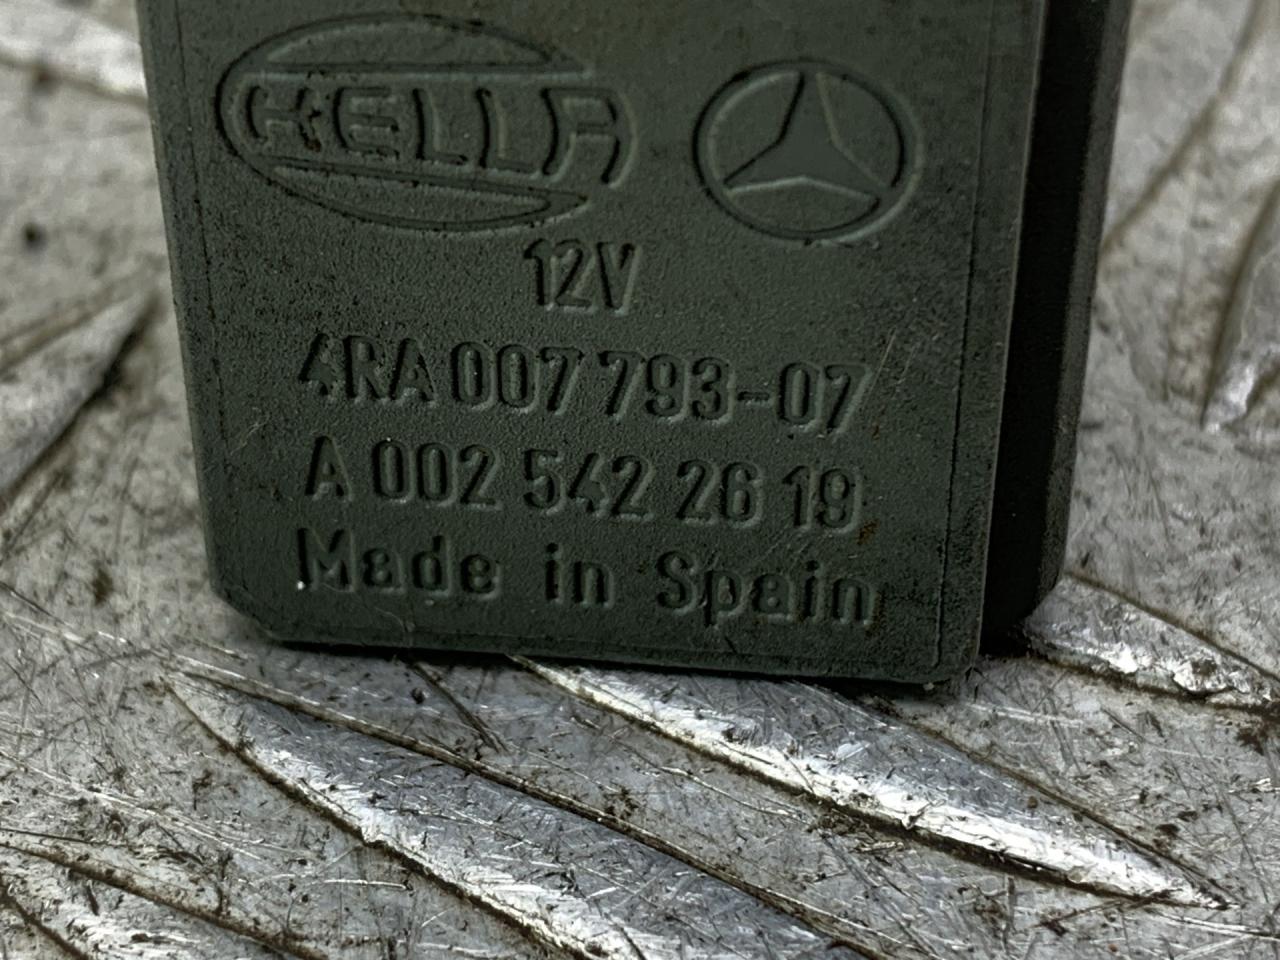 HELLA
12V
4RA 007 793-07
A 002 542 26 19
Made in Spain